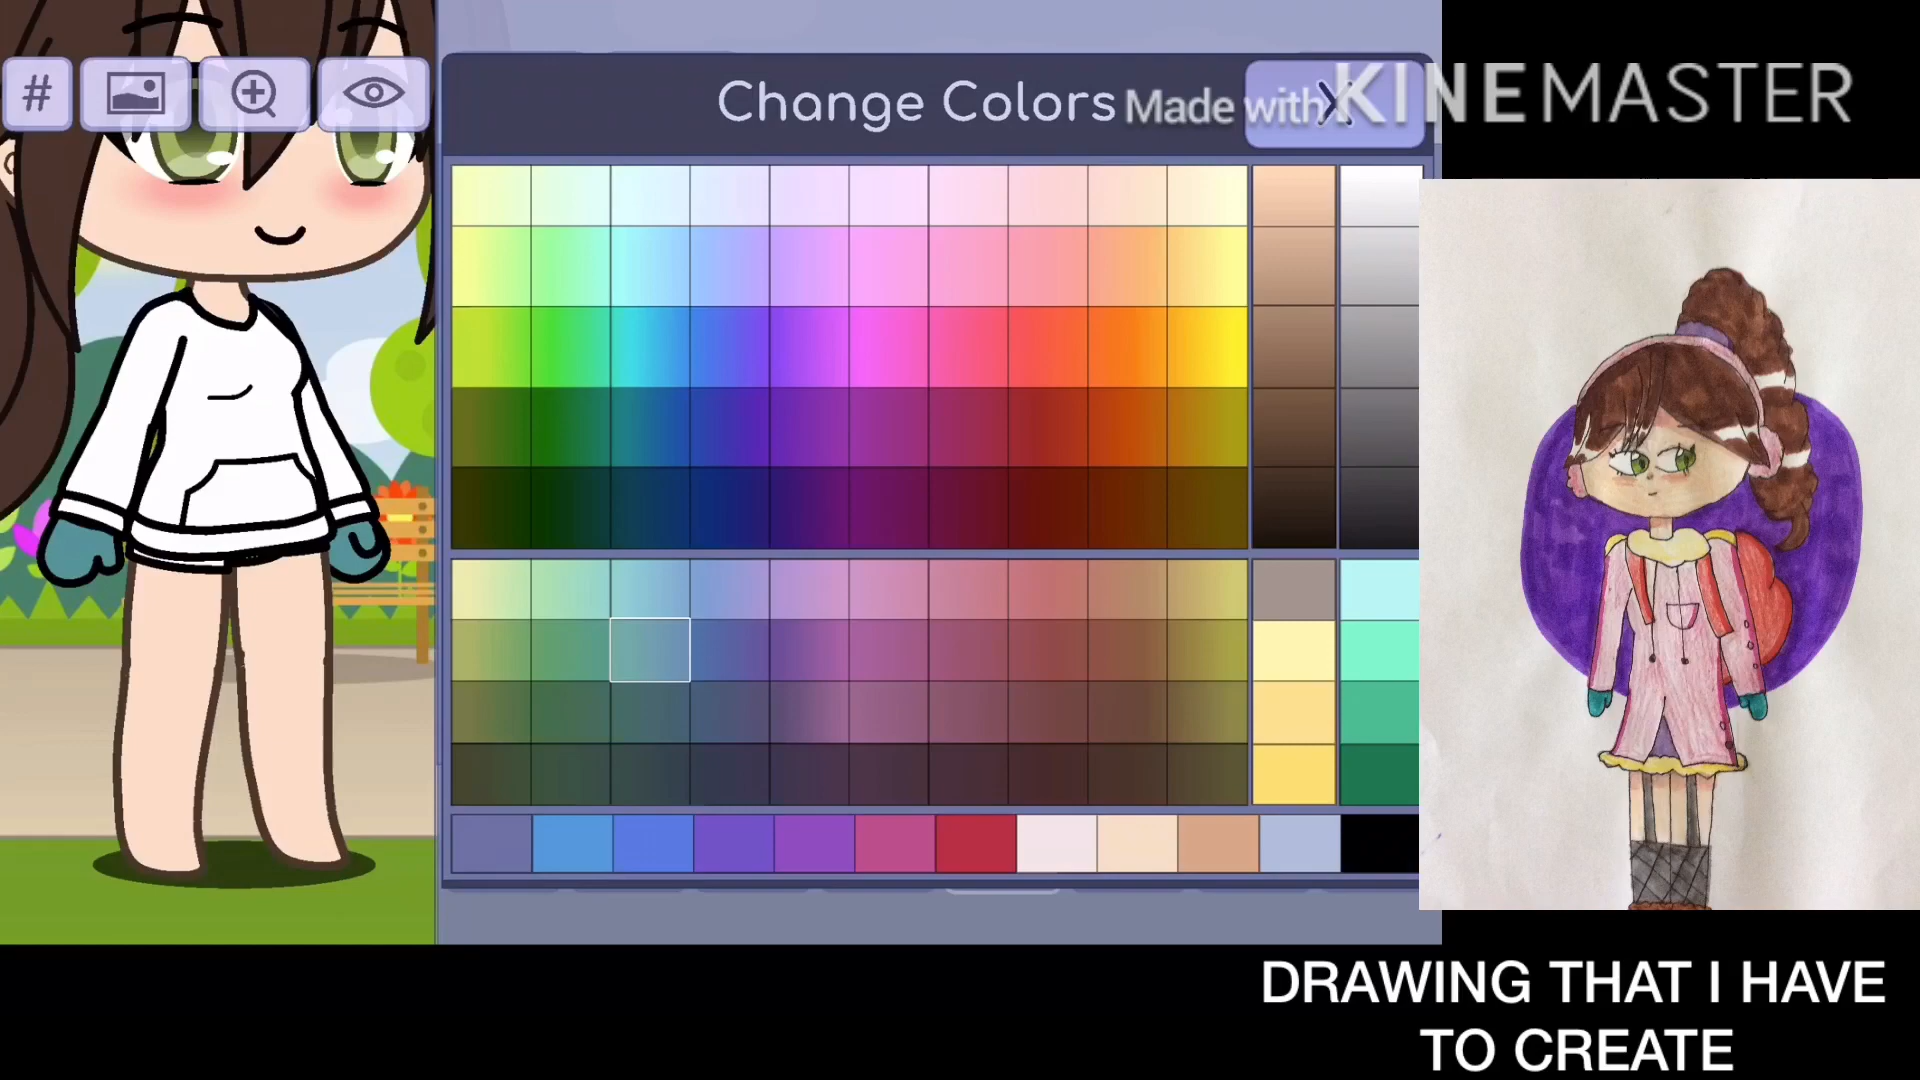 #
Change Colors
X
Made with KINEMASTER
DRAWING THAT I HAVE
TO CREATE